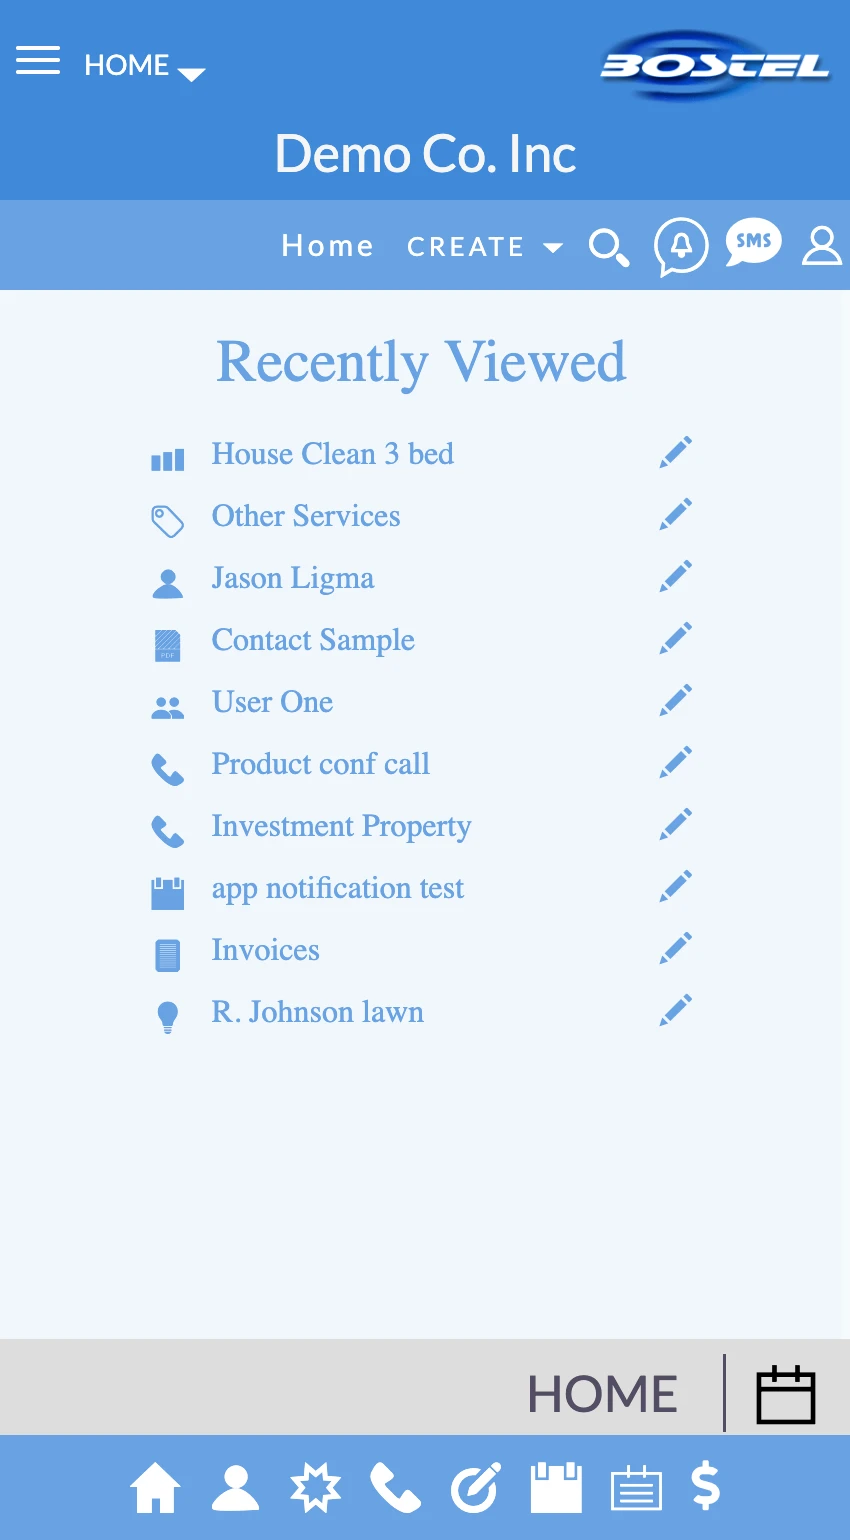 HOME
BOSTEL
Demo Co. Inc
Home CREATE SMS
Recently Viewed
House Clean 3 bed
Other Services
Jason Ligma
Contact Sample
PDF
User One
Product conf call
Investment Property
app notification test
Invoices
R. Johnson lawn
HOME
$